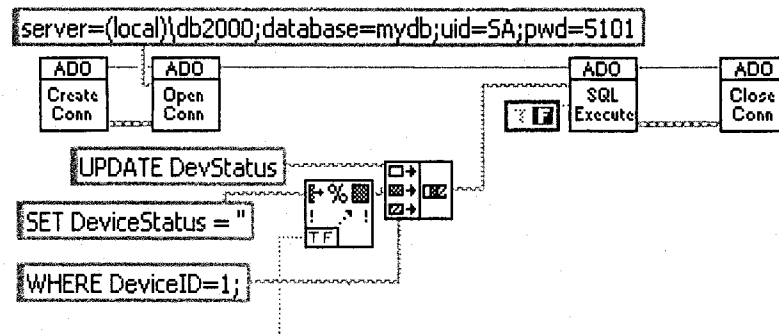 server=(local)\db2000;database=mydb;uid=SA;pwd=5101
ADO
Create
Conn
ADO
Open
Conn
ADO
SQL
Execute
ADO
Close
Conn
? F
UPDATE DevStatus
SET DeviceStatus = "
%
! !
TF
WHERE DeviceID=1;